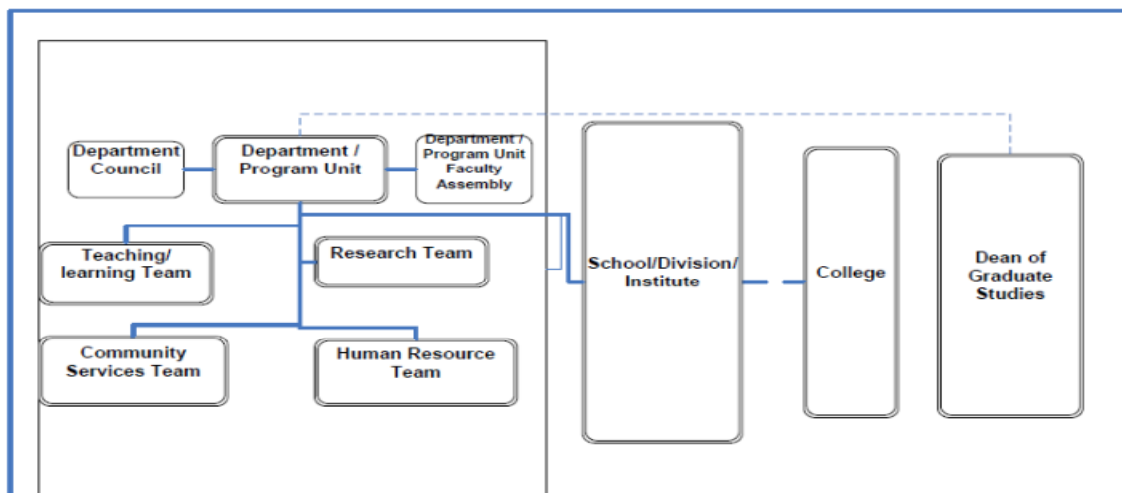 Department
Council
Department /
Program Unit
Department /
Program Unit
Faculty
Assembly
Teaching/
learning Team
Research Team
Community
Services Team
Human Resource
Team
School/Division/
Institute
College
Dean of
Graduate
Studies